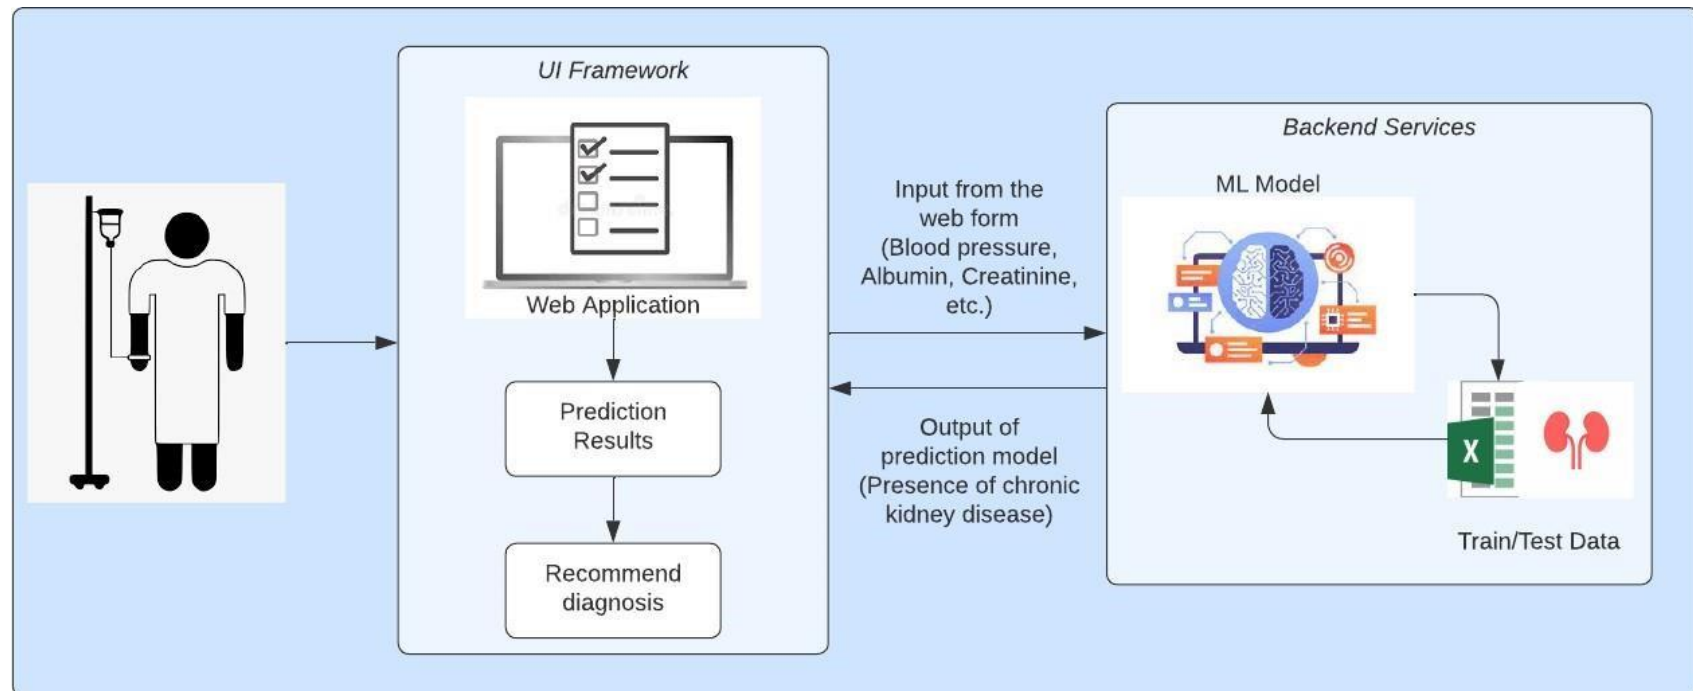 UI Framework
Web Application
Prediction
Results
Recommend
diagnosis
Input from the
web form
(Blood pressure,
Albumin, Creatinine,
etc.)
Output of
prediction model
(Presence of chronic
kidney disease)
Backend Services
ML Model
X
Train/Test Data